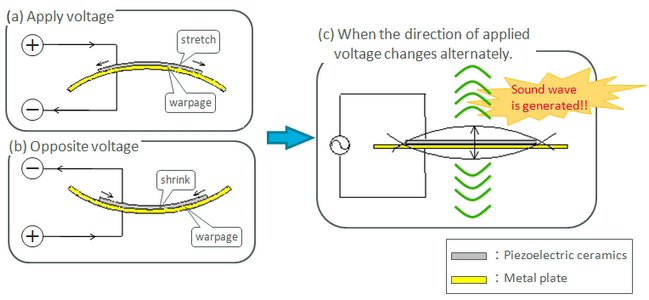 (a) Apply voltage
stretch
+
−
warpage
(b) Opposite voltage
−
shrink
+
warpage
(c) When the direction of applied
voltage changes alternately.
Sound wave
is generated!!
: Piezoelectric ceramics
: Metal plate